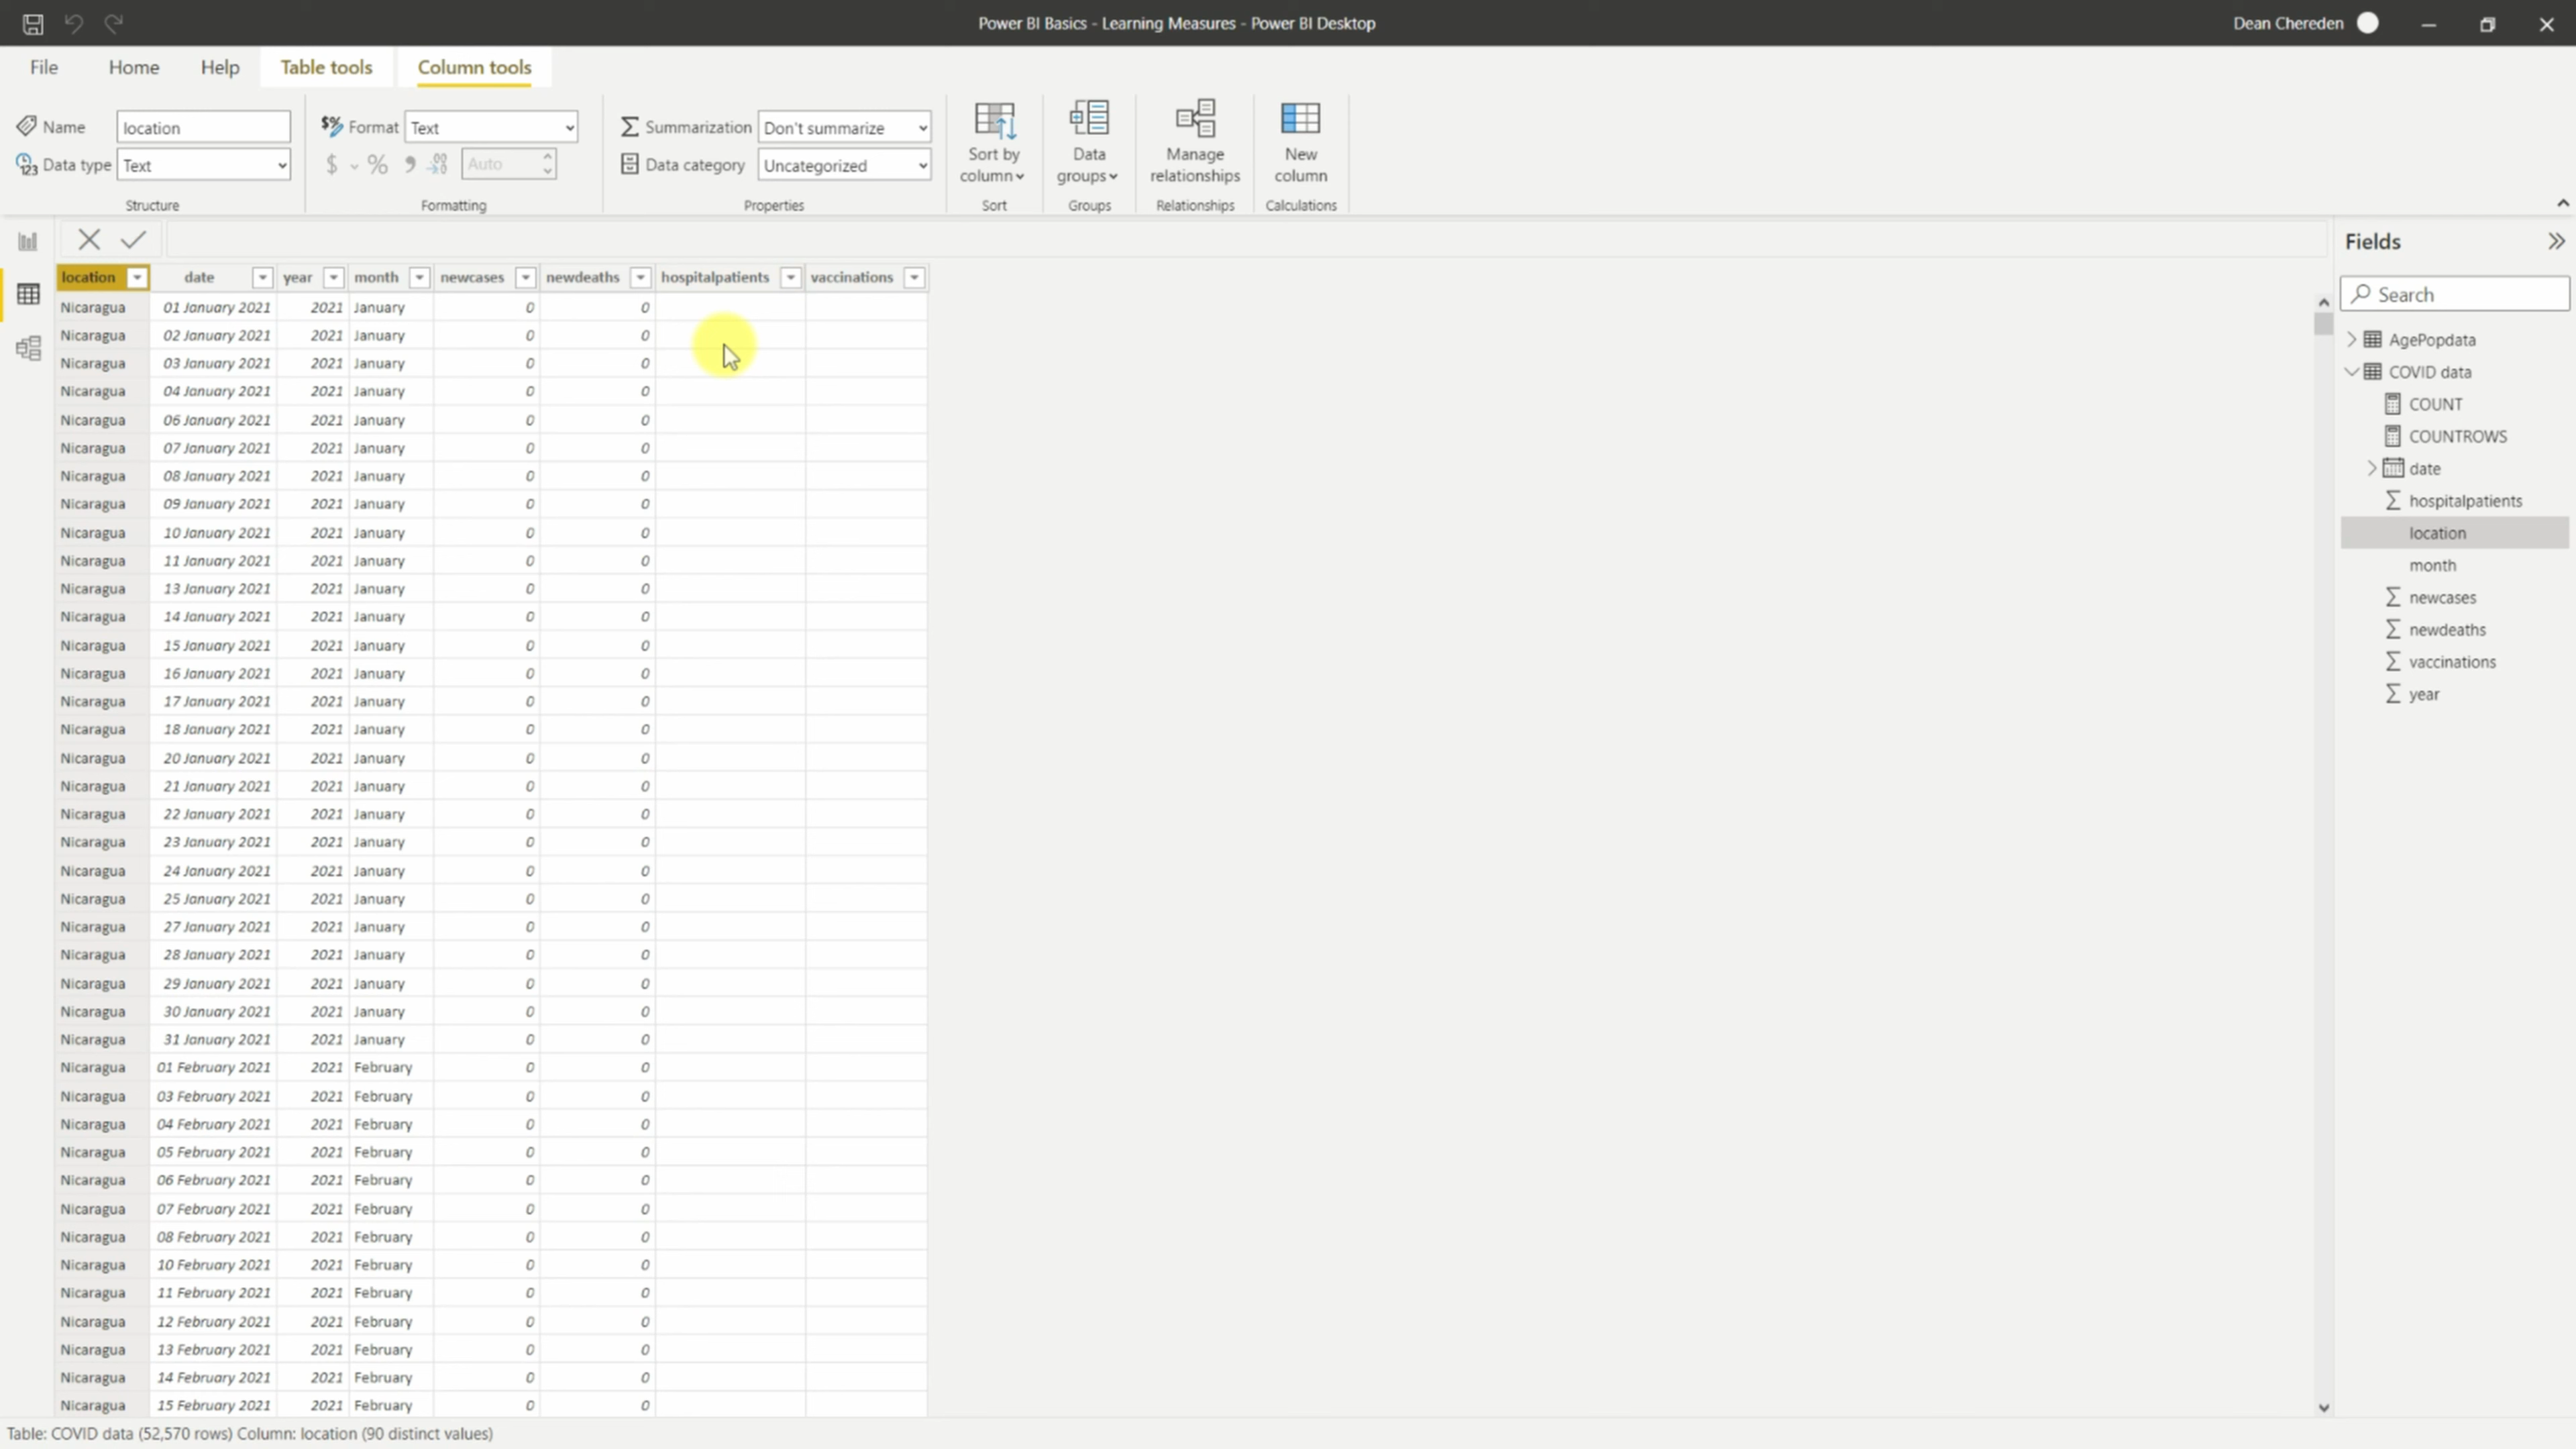 Power BI Basics - Learning Measures - Power BI Desktop
Dean Chereden
File Home Help Table tools Column tools
Name location
Data type Text
Structure
$% Format Text
$ % Auto
Formatting
Summarization Don't summarize
Data category Uncategorized
Properties
Sort by
column
Sort
Data
groups
Groups
Manage
relationships
Relationships
New
column
Calculations
location date year month newcases newdeaths hospitalpatients vaccinations
Nicaragua 01 January 2021 2021 January 0 0
Nicaragua 02 January 2021 2021 January 0 0
Nicaragua 03 January 2021 2021 January 0 0
Nicaragua 04 January 2021 2021 January 0 0
Nicaragua 06 January 2021 2021 January 0 0
Nicaragua 07 January 2021 2021 January 0 0
Nicaragua 08 January 2021 2021 January 0 0
Nicaragua 09 January 2021 2021 January 0 0
Nicaragua 10 January 2021 2021 January 0 0
Nicaragua 11 January 2021 2021 January 0 0
Nicaragua 13 January 2021 2021 January 0 0
Nicaragua 14 January 2021 2021 January 0 0
Nicaragua 15 January 2021 2021 January 0 0
Nicaragua 16 January 2021 2021 January 0 0
Nicaragua 17 January 2021 2021 January 0 0
Nicaragua 18 January 2021 2021 January 0 0
Nicaragua 20 January 2021 2021 January 0 0
Nicaragua 21 January 2021 2021 January 0 0
Nicaragua 22 January 2021 2021 January 0 0
Nicaragua 23 January 2021 2021 January 0 0
Nicaragua 24 January 2021 2021 January 0 0
Nicaragua 25 January 2021 2021 January 0 0
Nicaragua 27 January 2021 2021 January 0 0
Nicaragua 28 January 2021 2021 January 0 0
Nicaragua 29 January 2021 2021 January 0 0
Nicaragua 30 January 2021 2021 January 0 0
Nicaragua 31 January 2021 2021 January 0 0
Nicaragua 01 February 2021 2021 February 0 0
Nicaragua 03 February 2021 2021 February 0 0
Nicaragua 04 February 2021 2021 February 0 0
Nicaragua 05 February 2021 2021 February 0 0
Nicaragua 06 February 2021 2021 February 0 0
Nicaragua 07 February 2021 2021 February 0 0
Nicaragua 08 February 2021 2021 February 0 0
Nicaragua 10 February 2021 2021 February 0 0
Nicaragua 11 February 2021 2021 February 0 0
Nicaragua 12 February 2021 2021 February 0 0
Nicaragua 13 February 2021 2021 February 0 0
Nicaragua 14 February 2021 2021 February 0 0
Nicaragua 15 February 2021 2021 February 0 0
Fields
Search
AgePopdata
COVID data
COUNT
COUNTROWS
date
hospitalpatients
location
month
newcases
newdeaths
vaccinations
year
Table: COVID data (52,570 rows) Column: location (90 distinct values)